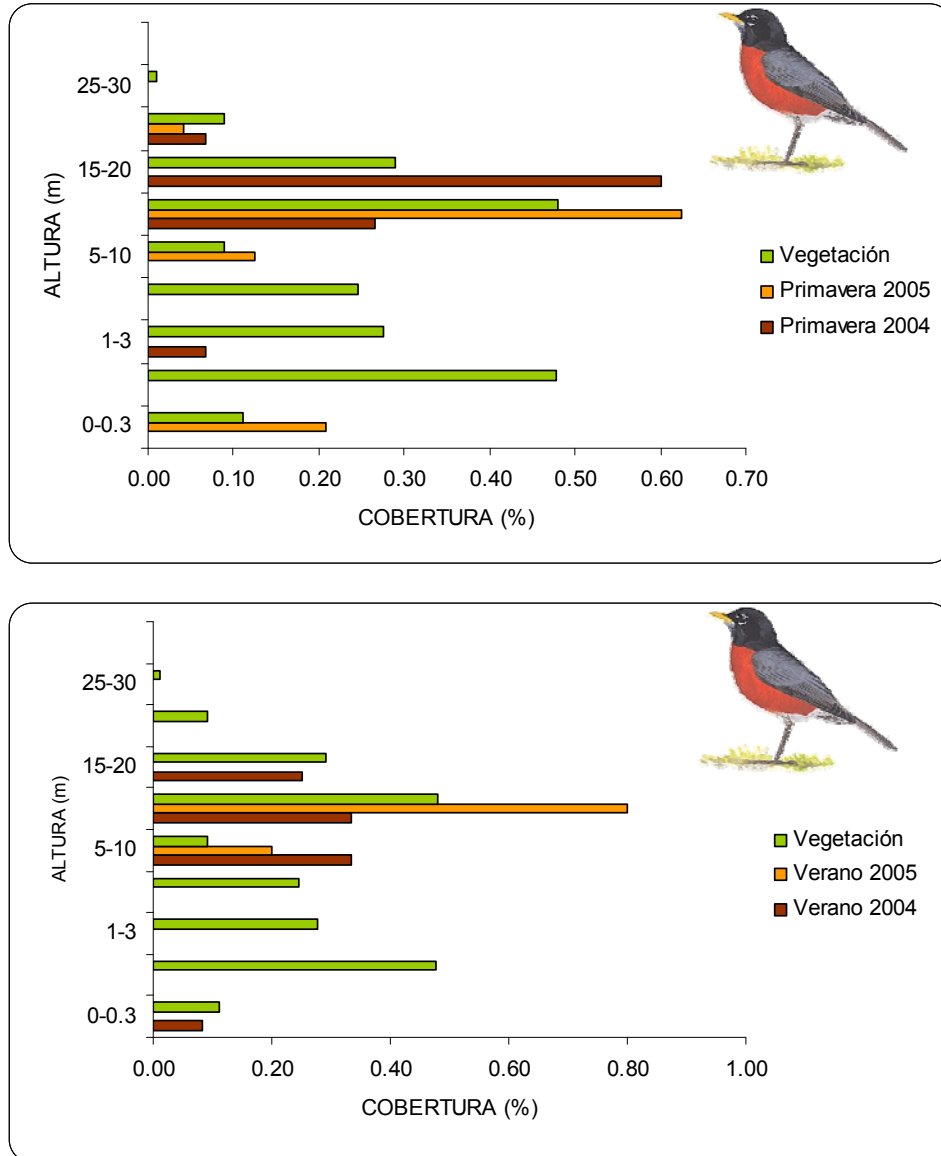 25-30
15-20
5-10
1-3
0-0.3
ALTURA (m)
0.00 0.10 0.20 0.30 0.40 0.50 0.60 0.70
COBERTURA (%)
Vegetación
Primavera 2005
Primavera 2004
25-30
15-20
5-10
1-3
0-0.3
ALTURA (m)
0.00 0.20 0.40 0.60 0.80 1.00
COBERTURA (%)
Vegetación
Verano 2005
Verano 2004